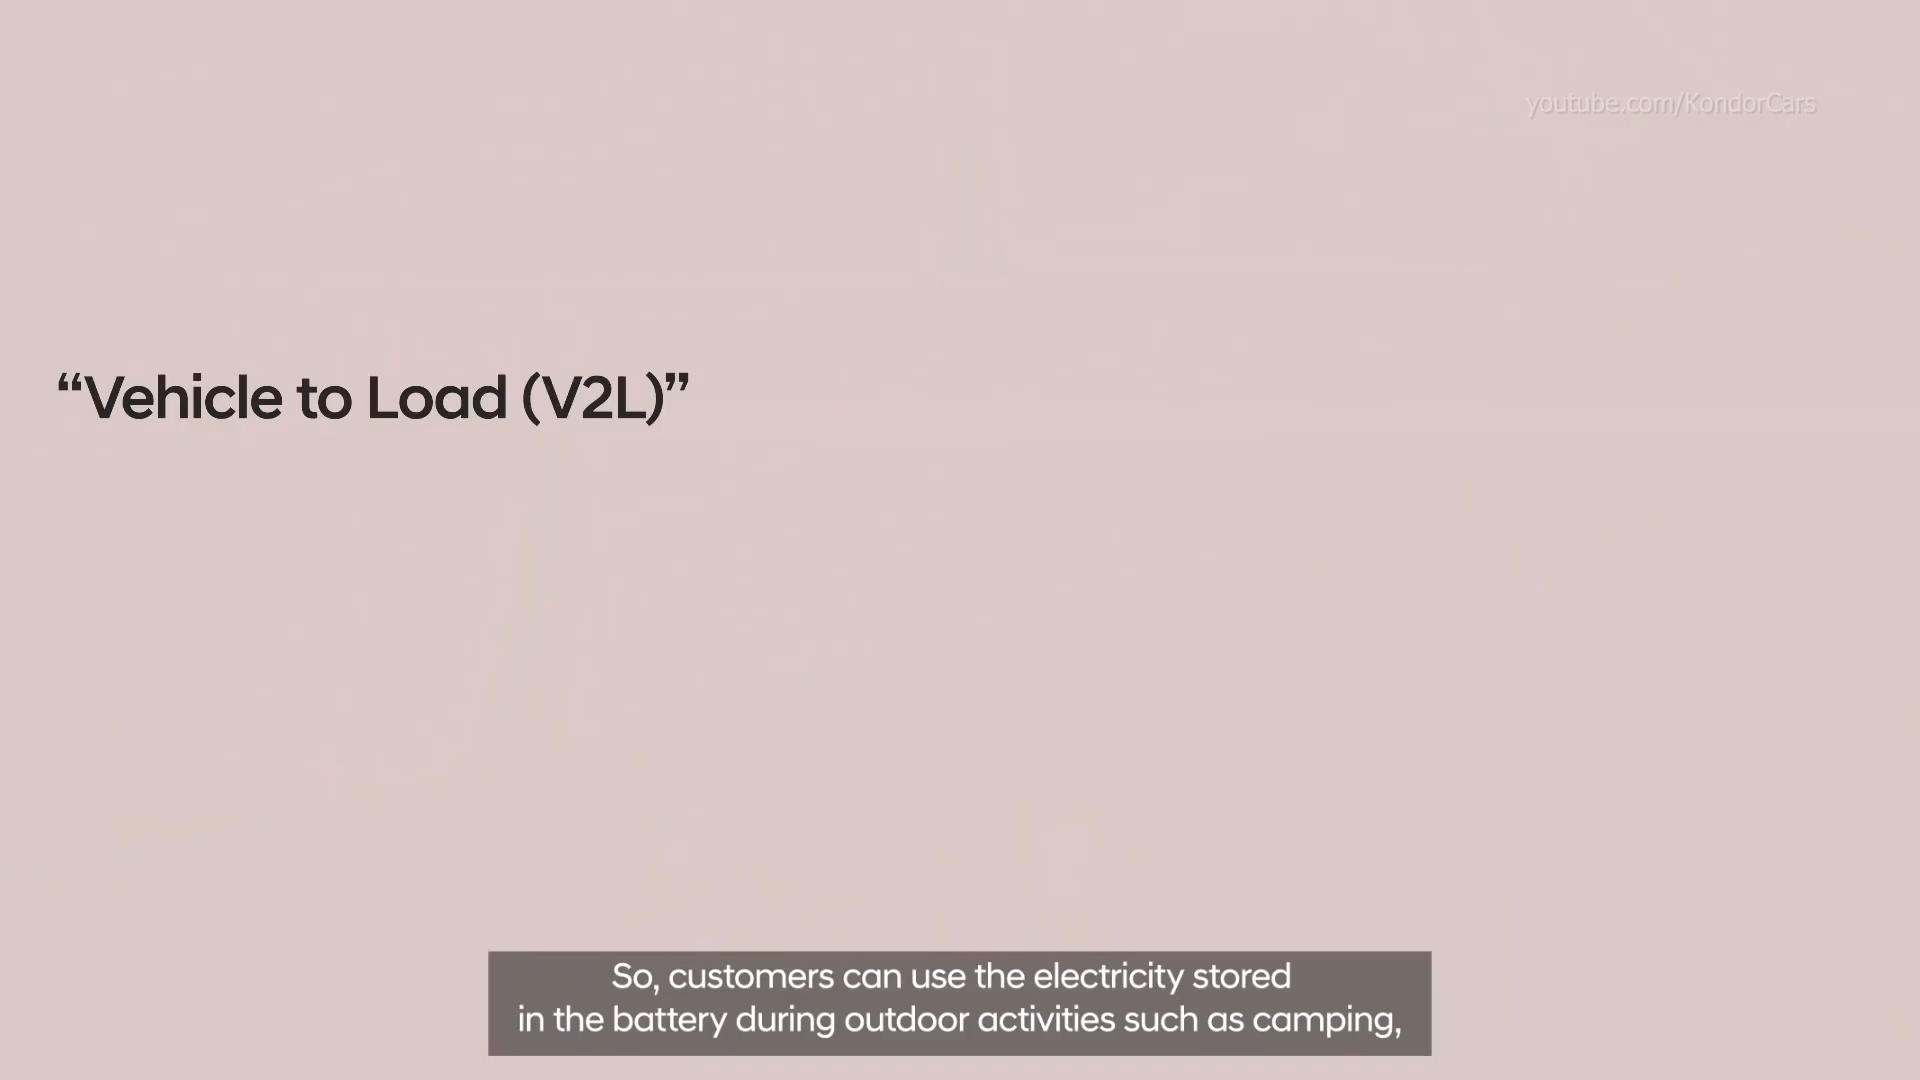 youtube.com/KondorCars
“Vehicle to Load (V2L)”
So, customers can use the electricity stored
in the battery during outdoor activities such as camping,